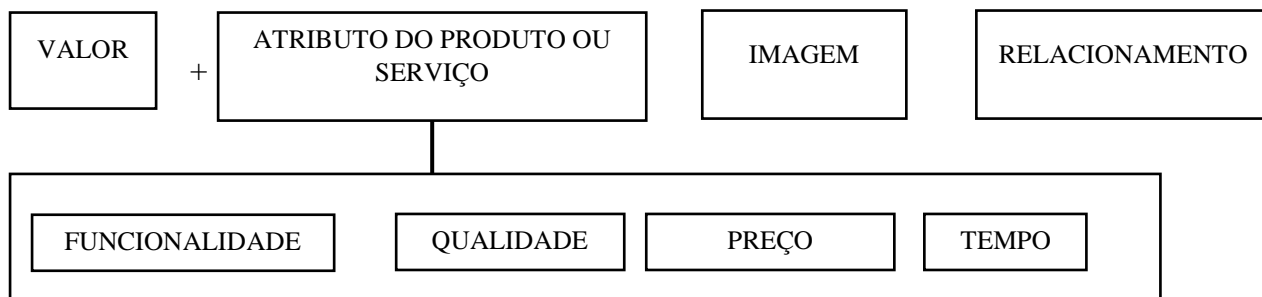 VALOR
+
ATRIBUTO DO PRODUTO OU
SERVIÇO
IMAGEM
RELACIONAMENTO
FUNCIONALIDADE
QUALIDADE
PREÇO
TEMPO